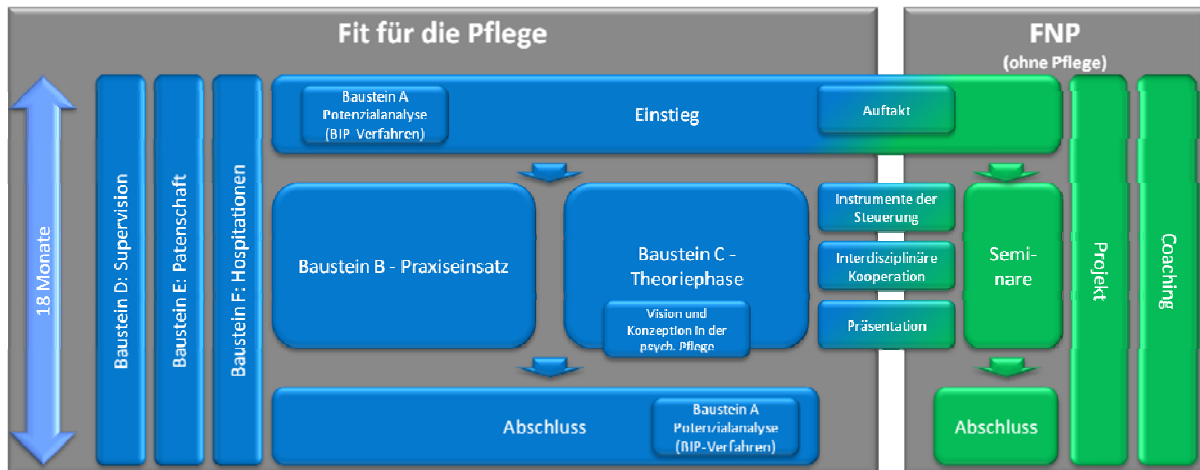 Fit für die Pflege
FNP
(ohne Pflege)
18 Monate
Baustein D: Supervision
Baustein E: Patenschaft
Baustein F: Hospitationen
Baustein A
Potenzialanalyse
(BIP-Verfahren)
Einstieg
Auftakt
Baustein B - Praxiseinsatz
Baustein C -
Theoriephase
Vision und
Konzeption in der
psych. Pflege
Instrumente der
Steuerung
Interdisziplinäre
Kooperation
Präsentation
Semi-
nare
Projekt
Coaching
Abschluss
Baustein A
Potenzialanalyse
(BIP-Verfahren)
Abschluss